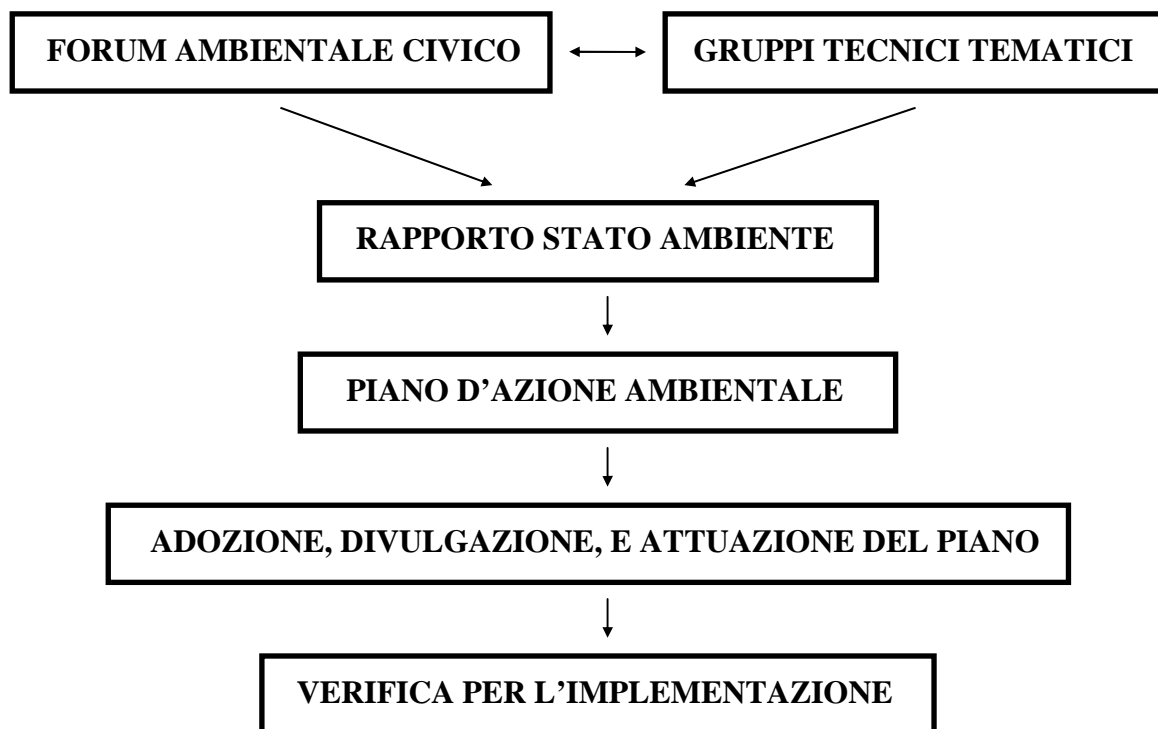 FORUM AMBIENTALE CIVICO
GRUPPI TECNICI TEMATICI
RAPPORTO STATO AMBIENTE
PIANO D’AZIONE AMBIENTALE
ADOZIONE, DIVULGAZIONE, E ATTUAZIONE DEL PIANO
VERIFICA PER L’IMPLEMENTAZIONE